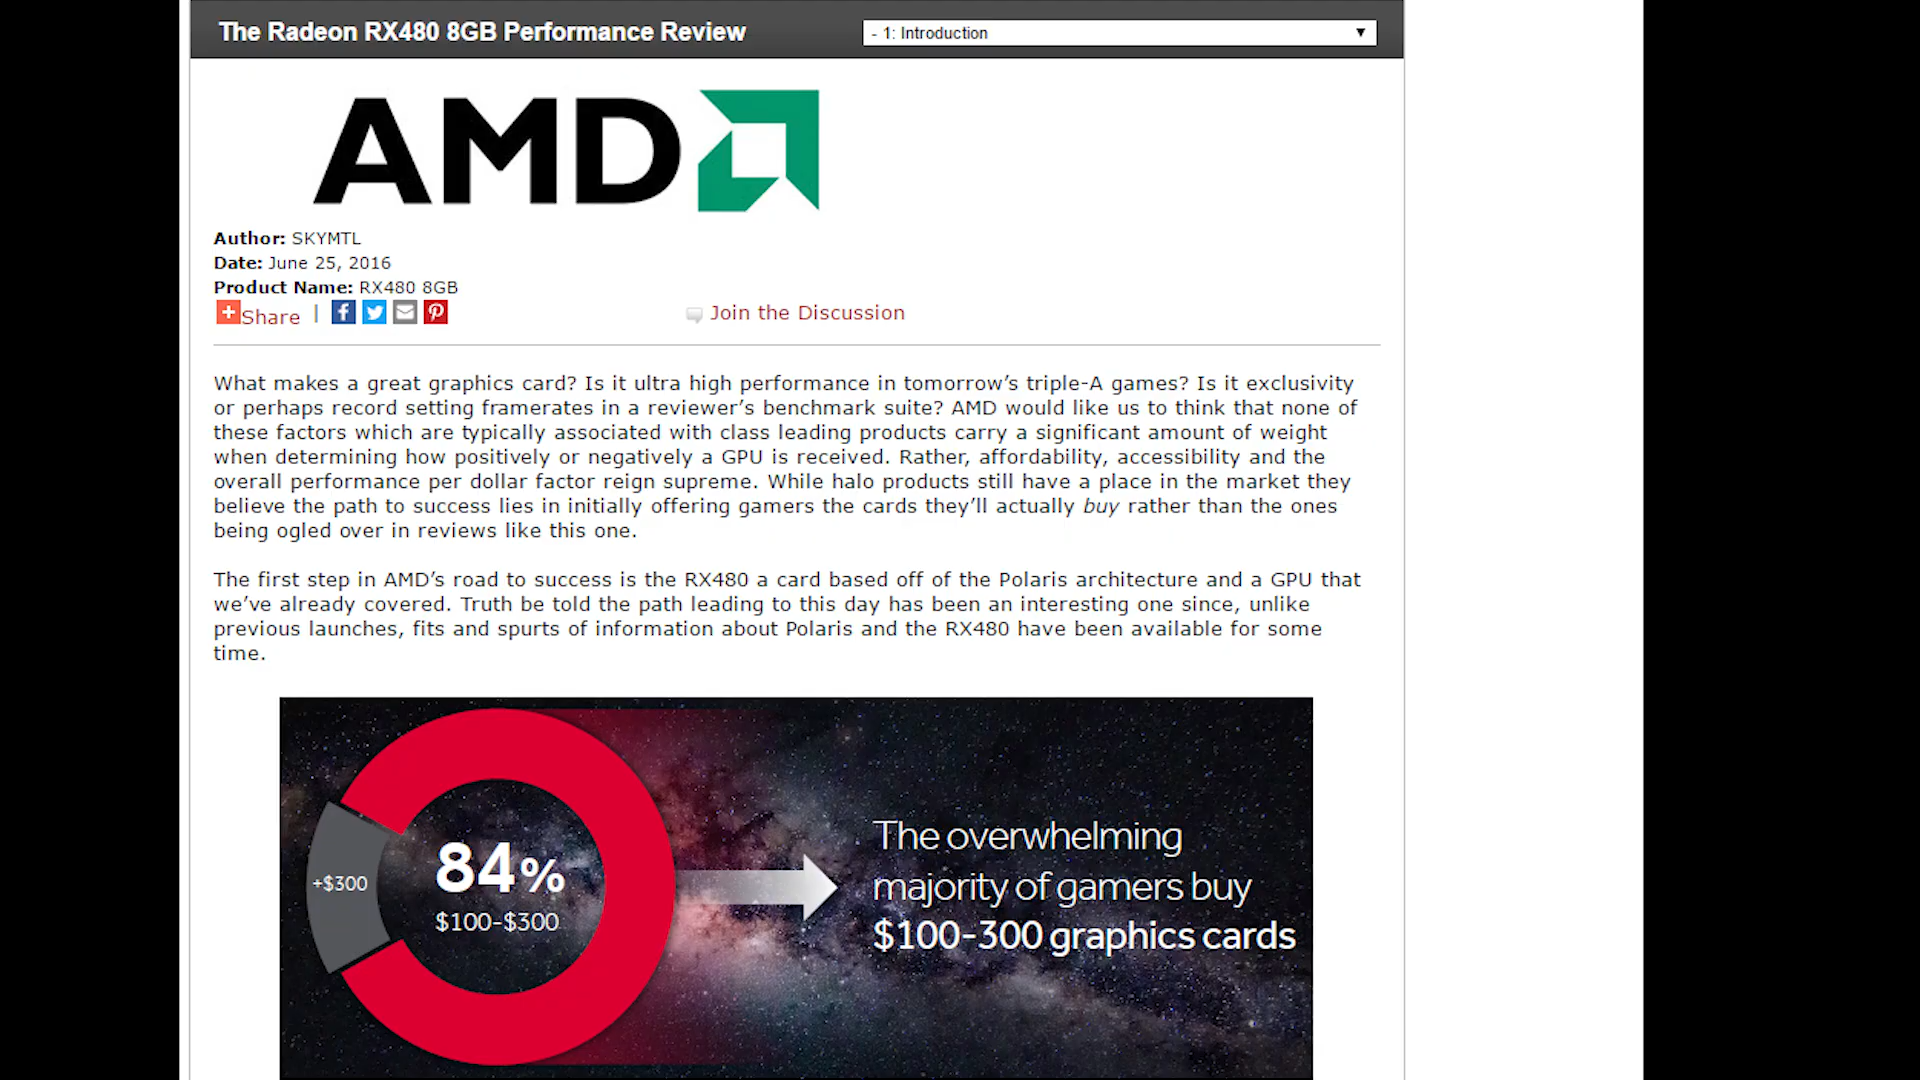 The Radeon RX480 8GB Performance Review
- 1: Introduction
AMD
Author: SKYMTL
Date: June 25, 2016
Product Name: RX480 8GB
Share |
Join the Discussion
What makes a great graphics card? Is it ultra high performance in tomorrow’s triple-A games? Is it exclusivity
or perhaps record setting framerates in a reviewer’s benchmark suite? AMD would like us to think that none of
these factors which are typically associated with class leading products carry a significant amount of weight
when determining how positively or negatively a GPU is received. Rather, affordability, accessibility and the
overall performance per dollar factor reign supreme. While halo products still have a place in the market they
believe the path to success lies in initially offering gamers the cards they’ll actually buy rather than the ones
being ogled over in reviews like this one.
The first step in AMD’s road to success is the RX480 a card based off of the Polaris architecture and a GPU that
we’ve already covered. Truth be told the path leading to this day has been an interesting one since, unlike
previous launches, fits and spurts of information about Polaris and the RX480 have been available for some
time.
+$300
84%
$100-$300
The overwhelming
majority of gamers buy
$100-300 graphics cards